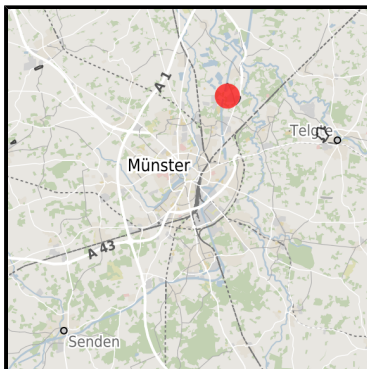 A 1
Telgte
Münster
A 43
Senden